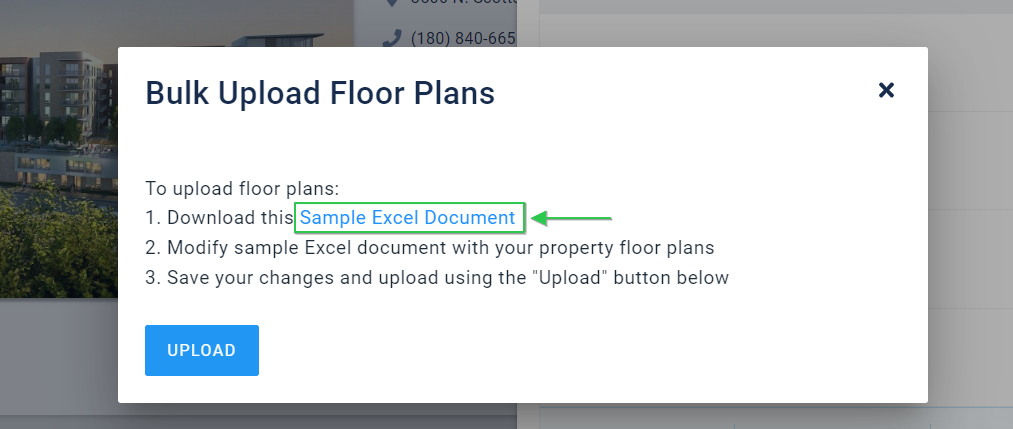 (180) 840-665
Bulk Upload Floor Plans
To upload floor plans:
1. Download this Sample Excel Document
2. Modify sample Excel document with your property floor plans
3. Save your changes and upload using the "Upload" button below
UPLOAD